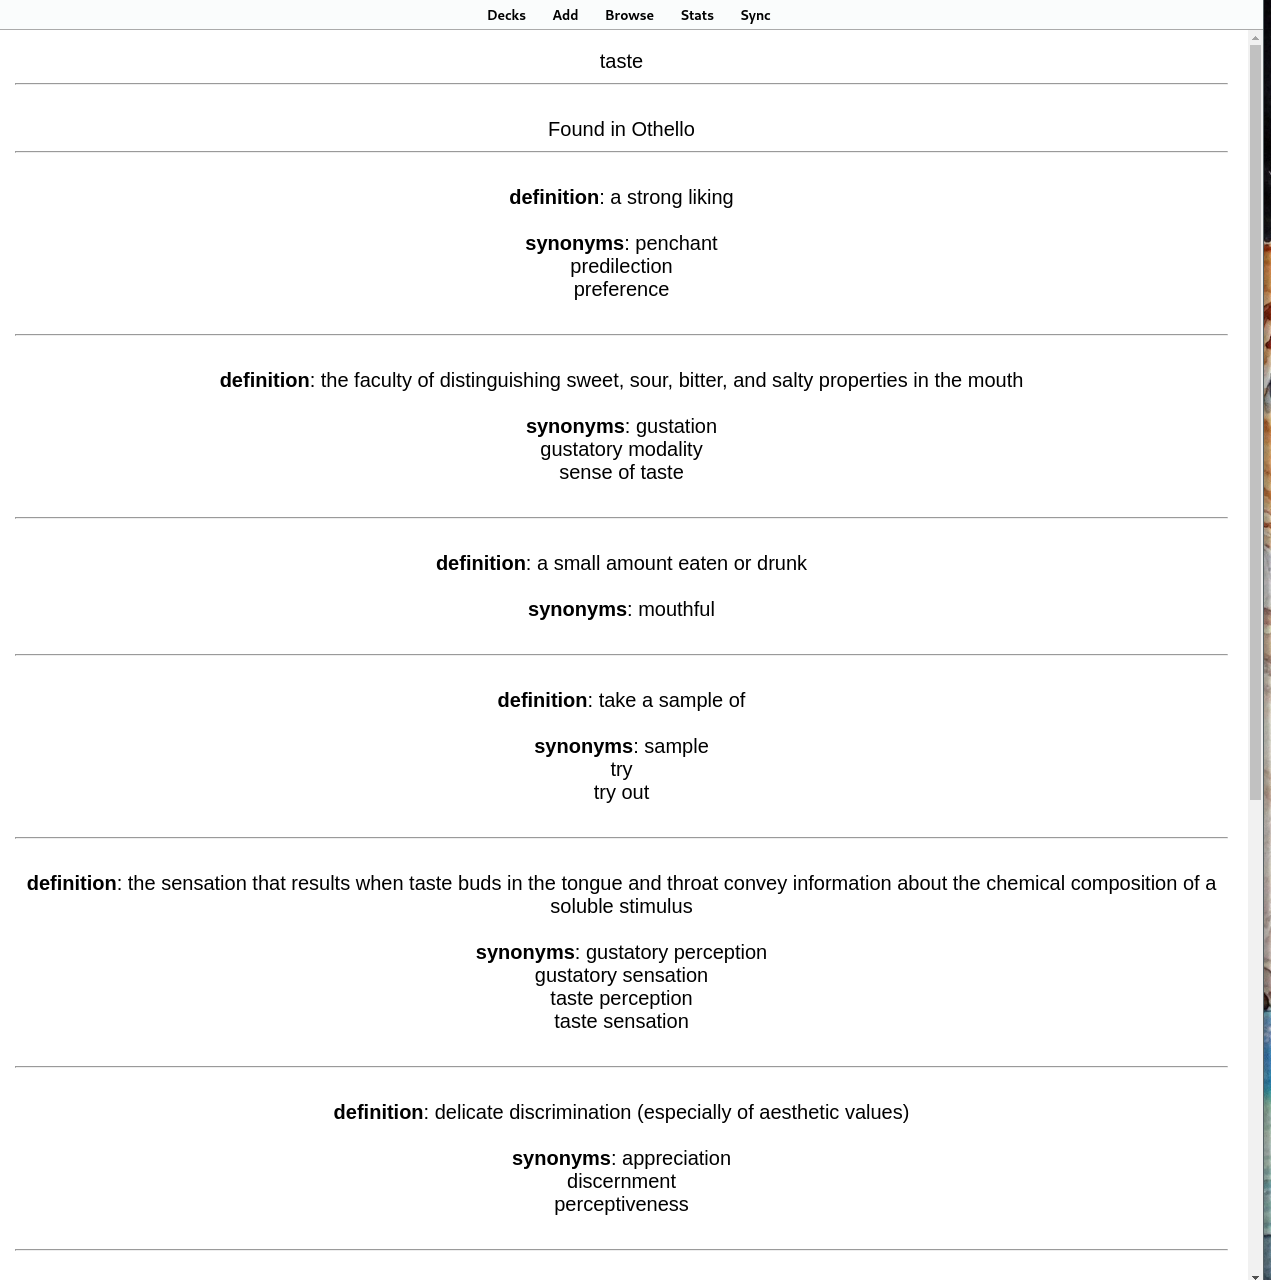 Decks Add Browse Stats Sync
taste
Found in Othello
definition: a strong liking
synonyms: penchant
predilection
preference
definition: the faculty of distinguishing sweet, sour, bitter, and salty properties in the mouth
synonyms: gustation
gustatory modality
sense of taste
definition: a small amount eaten or drunk
synonyms: mouthful
definition: take a sample of
synonyms: sample
try
try out
definition: the sensation that results when taste buds in the tongue and throat convey information about the chemical composition of a
soluble stimulus
synonyms: gustatory perception
gustatory sensation
taste perception
taste sensation
definition: delicate discrimination (especially of aesthetic values)
synonyms: appreciation
discernment
perceptiveness